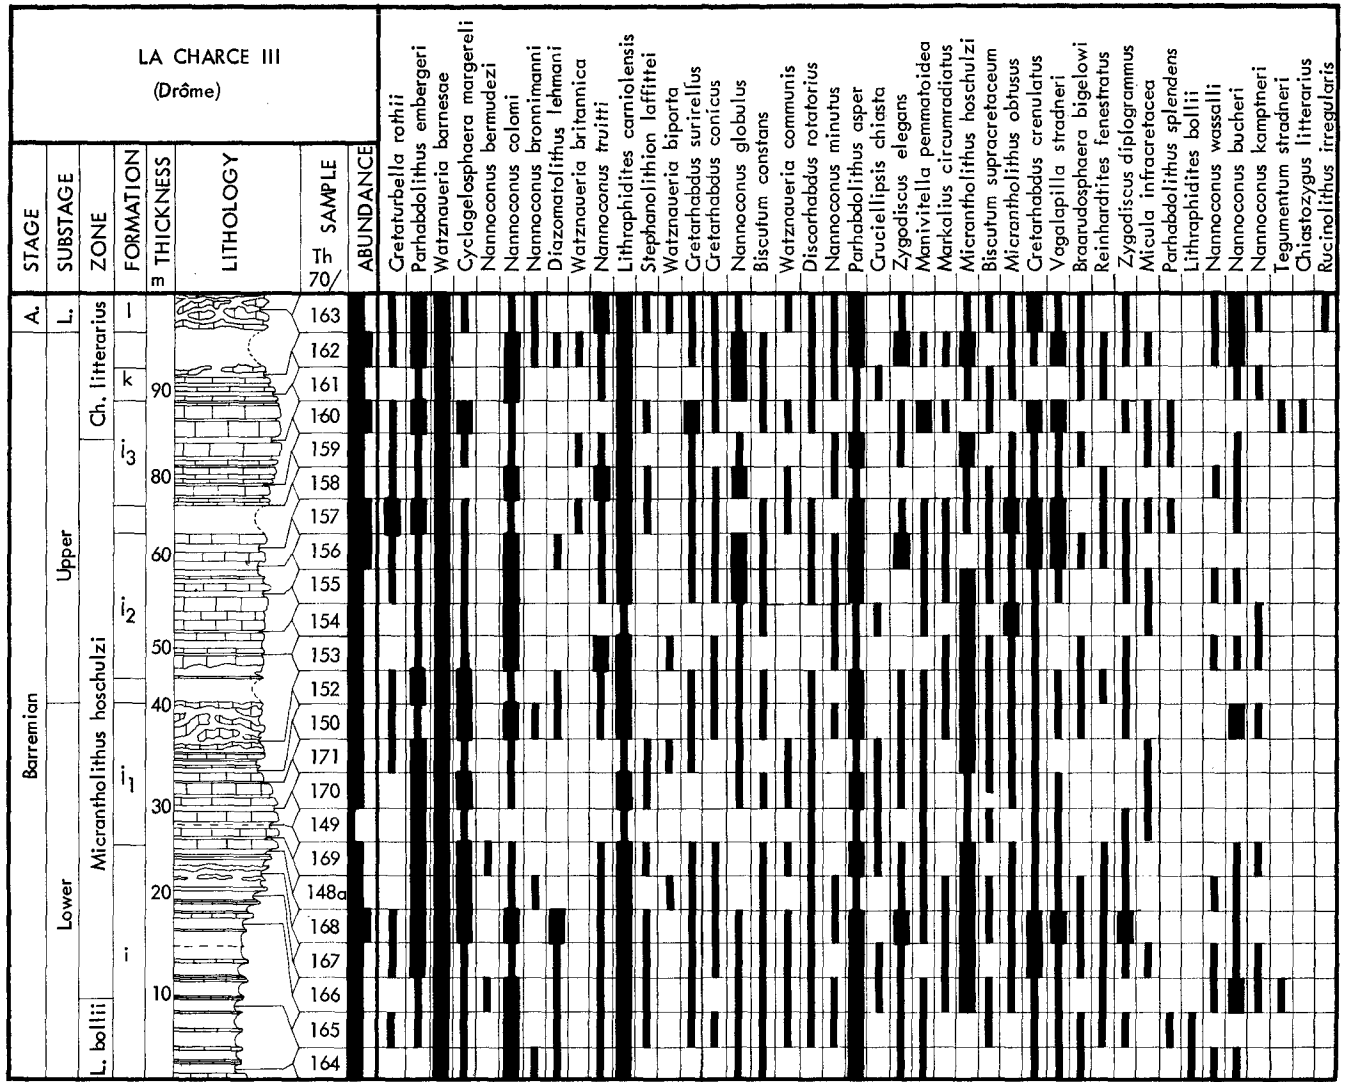 LA CHARCE III
(Drôme)
STAGE
SUBSTAGE
ZONE
FORMATION
THICKNESS
m
LITHOLOGY
SAMPLE
Th
70/
ABUNDANCE
Cretaturbella rothii
Parhabdolithus embergeri
Watznaueria barnesae
Cyclagelosphaera margereli
Nannoconus bermudezi
Nannoconus colomi
Nannoconus bronnimanni
Diazomatolithus lehmani
Watznaueria britannica
Nannoconus truitti
Lithraphidites carniolensis
Stephanolithion laffittei
Watznaueria biporta
Cretarhabdus surirellus
Cretarhabdus conicus
Nannoconus globulus
Biscutum constans
Watznaueria communis
Discorhabdus rotatorius
Nannoconus minutus
Parhabdolithus asper
Cruciellipsis chiasta
Zygodiscus elegans
Manivitella pemmatoidea
Markalius circumradiatus
Micrantholithus hoschulzi
Biscutum supracretaceum
Micrantholithus obtusus
Cretarhabdus crenulatus
Vagalapilla stradneri
Braarudosphaera bigelowi
Reinhardtites fenestratus
Zygodiscus diplogrammus
Micula infracretacea
Parhabdolithus splendens
Lithraphidites bollii
Nannoconus wassalli
Nannoconus bucheri
Nannoconus kamptneri
Tegumentum stradneri
Chiastozygus litterarius
Rucinolithus irregularis
A.
Barremian
L.
Upper
Lower
Ch. litterarius
Micrantholithus hoschulzi
L. bollii
l
k
i3
i2
i1
i
90
80
60
50
40
30
20
10
163
162
161
160
159
158
157
156
155
154
153
152
150
171
170
149
169
148a
168
167
166
165
164